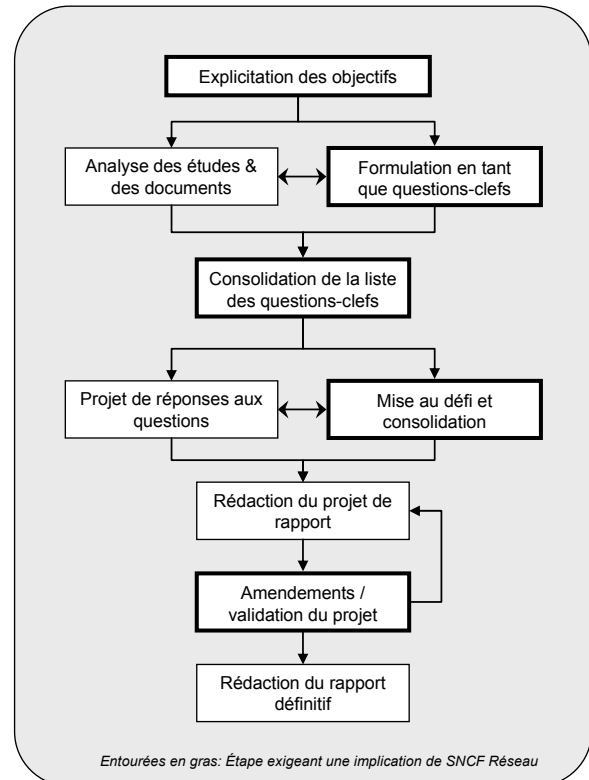 Explicitation des objectifs
Analyse des études &
des documents
Formulation en tant
que questions-clefs
Consolidation de la liste
des questions-clefs
Projet de réponses aux
questions
Mise au défi et
consolidation
Rédaction du projet de
rapport
Amendements /
validation du projet
Rédaction du rapport
définitif
Entourées en gras: Étape exigeant une implication de SNCF Réseau